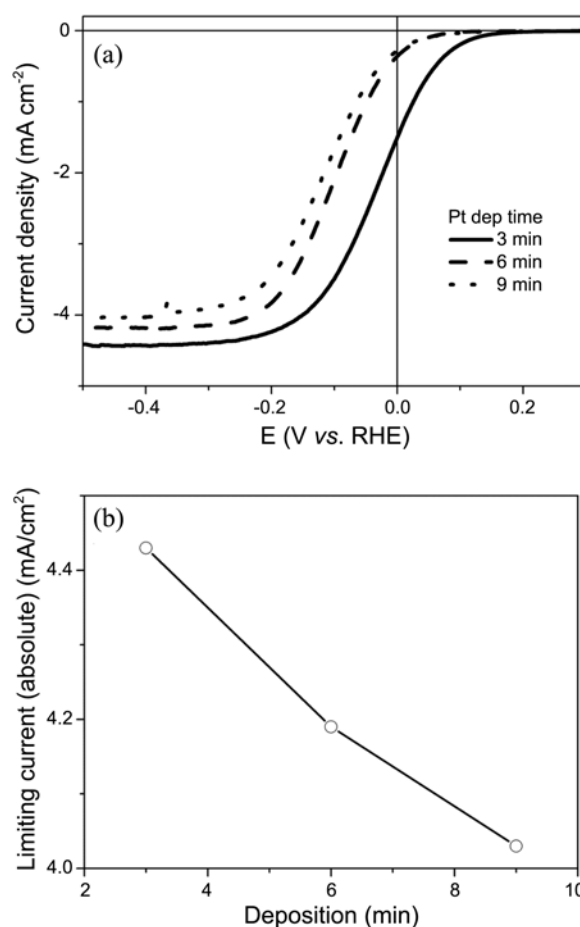 (a)
0
-2
-4
Current density (mA cm⁻²)
Pt dep time
3 min
6 min
9 min
-0.4 -0.2 0.0 0.2
E (V vs. RHE)
(b)
4.4
4.2
4.0
Limiting current (absolute) (mA/cm²)
2 4 6 8 10
Deposition (min)